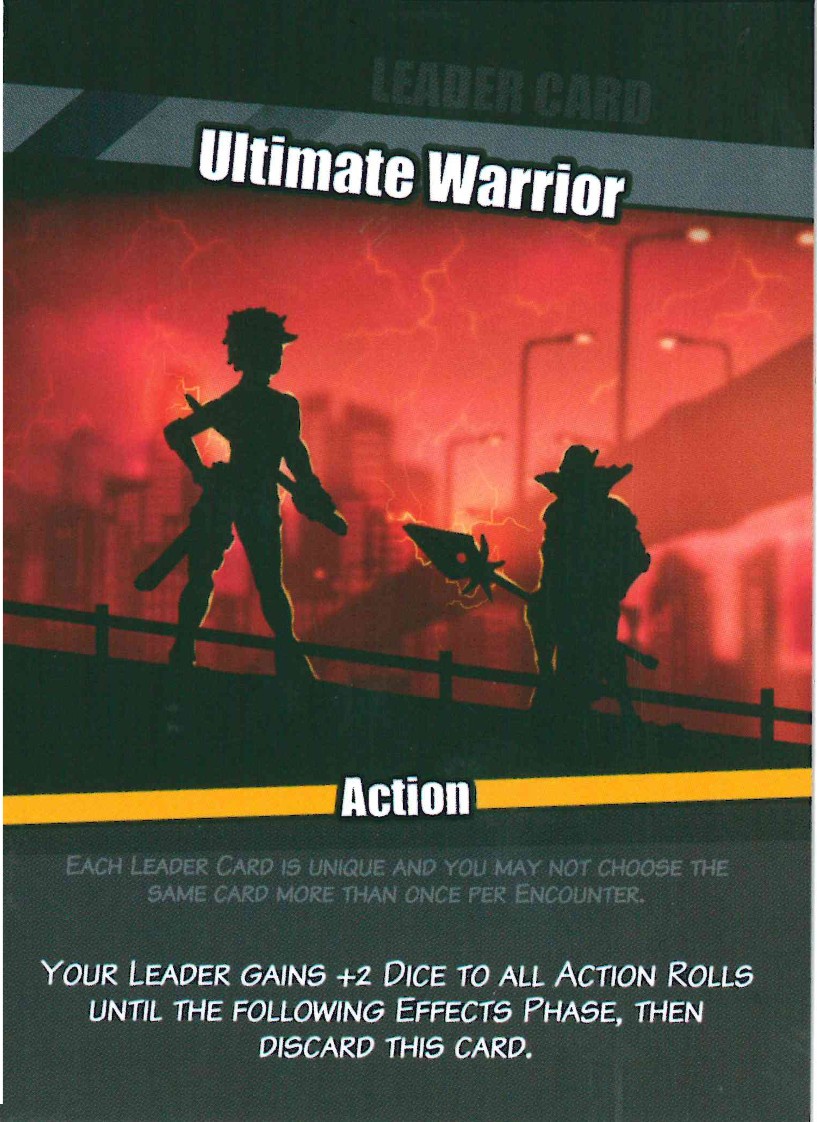 LEADER CARD
Ultimate Warrior
Action
EACH LEADER CARD IS UNIQUE AND YOU MAY NOT CHOOSE THE
SAME CARD MORE THAN ONCE PER ENCOUNTER.
YOUR LEADER GAINS +2 DICE TO ALL ACTION ROLLS
UNTIL THE FOLLOWING EFFECTS PHASE, THEN
DISCARD THIS CARD.